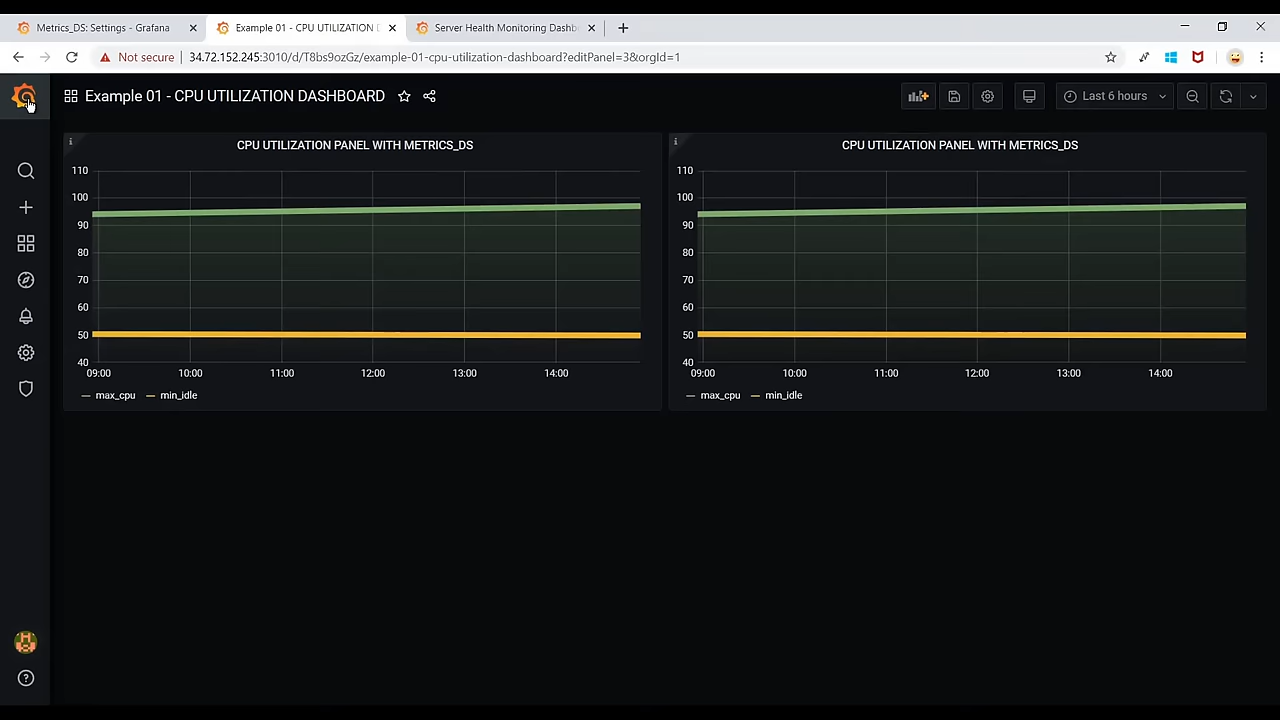 Metrics_DS: Settings - Grafana
Example 01 - CPU UTILIZATION D
Server Health Monitoring Dashb
Not secure
34.72.152.245:3010/d/T8bs9ozGz/example-01-cpu-utilization-dashboard?editPanel=3&orgId=1
Example 01 - CPU UTILIZATION DASHBOARD
Last 6 hours
CPU UTILIZATION PANEL WITH METRICS_DS
110
100
90
80
70
60
50
40
09:00 10:00 11:00 12:00 13:00 14:00
max_cpu min_idle
CPU UTILIZATION PANEL WITH METRICS_DS
110
100
90
80
70
60
50
40
09:00 10:00 11:00 12:00 13:00 14:00
max_cpu min_idle